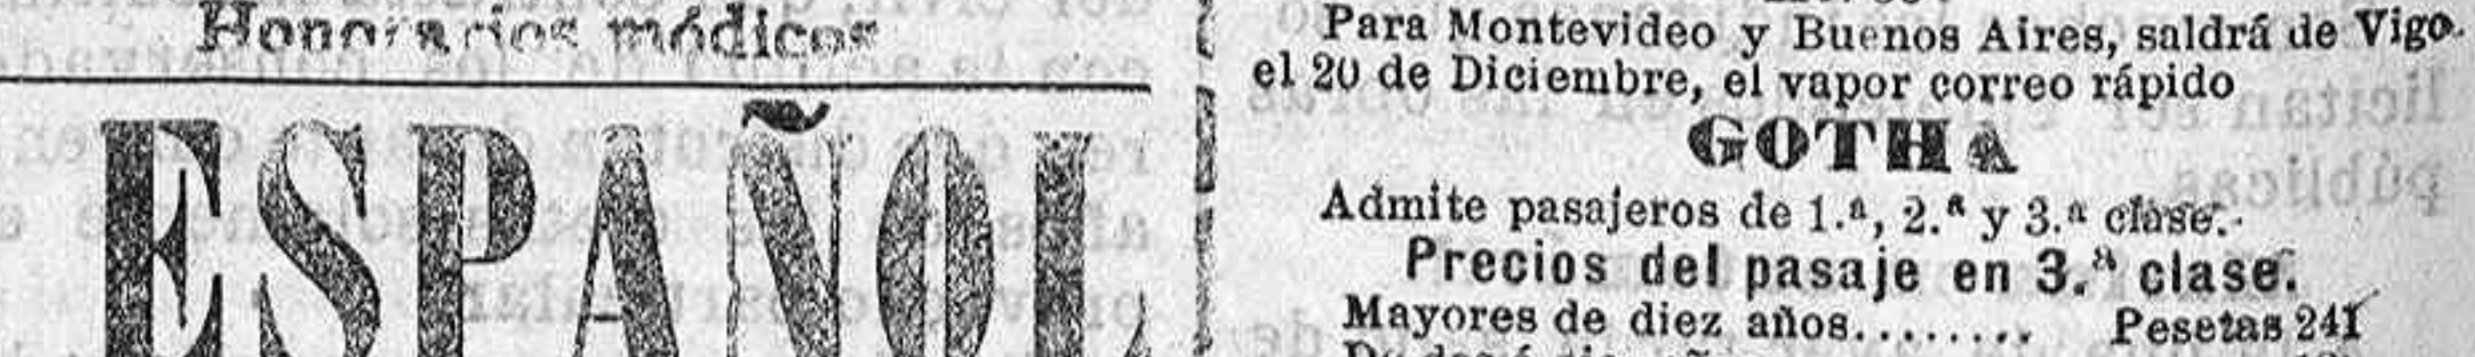 Honorarios módicos
ESPAÑOL
Para Montevideo y Buenos Aires, saldrá de Vigo
el 20 de Diciembre, el vapor correo rápido
GOTHA
Admite pasajeros de 1.ª, 2.ª y 3.ª clase.
Precios del pasaje en 3.ª clase.
Mayores de diez años........ Pesetas 241